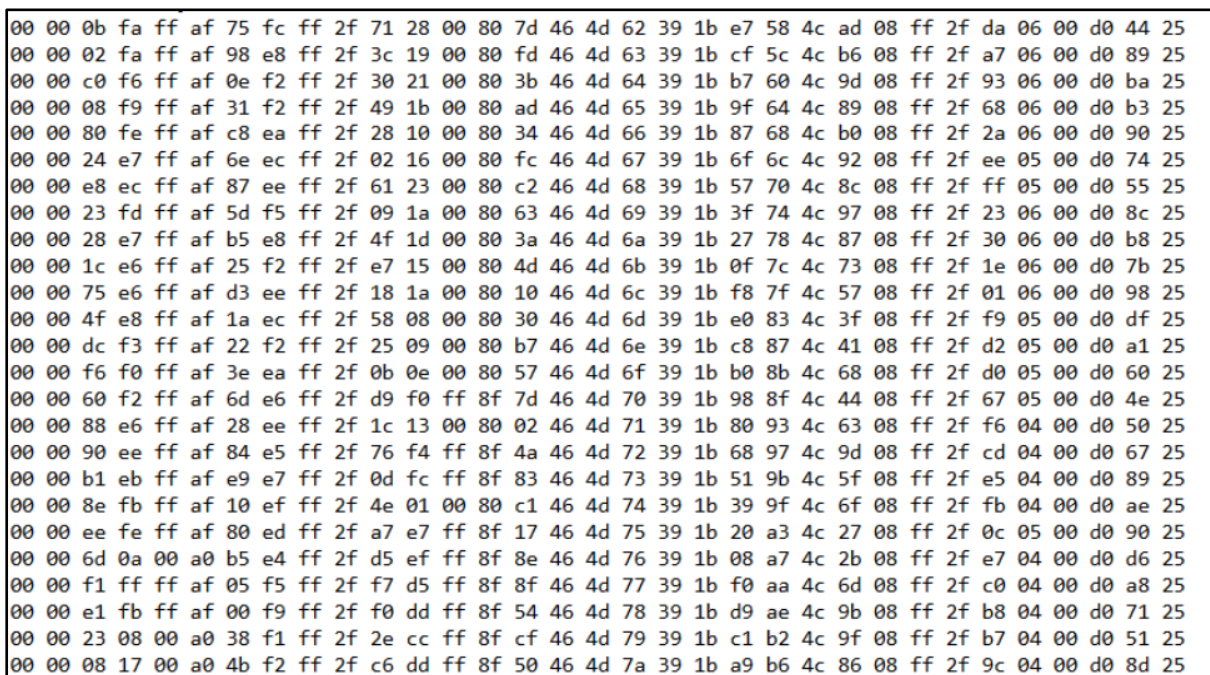 00 00 0b fa ff af 75 fc ff 2f 71 28 00 80 7d 46 4d 62 39 1b e7 58 4c ad 08 ff 2f da 06 00 d0 44 25
00 00 02 fa ff af 98 e8 ff 2f 3c 19 00 80 fd 46 4d 63 39 1b cf 5c 4c b6 08 ff 2f a7 06 00 d0 89 25
00 00 c0 f6 ff af 0e f2 ff 2f 30 21 00 80 3b 46 4d 64 39 1b b7 60 4c 9d 08 ff 2f 93 06 00 d0 ba 25
00 00 08 f9 ff af 31 f2 ff 2f 49 1b 00 80 ad 46 4d 65 39 1b 9f 64 4c 89 08 ff 2f 68 06 00 d0 b3 25
00 00 80 fe ff af c8 ea ff 2f 28 10 00 80 34 46 4d 66 39 1b 87 68 4c b0 08 ff 2f 2a 06 00 d0 90 25
00 00 24 e7 ff af 6e ec ff 2f 02 16 00 80 fc 46 4d 67 39 1b 6f 6c 4c 92 08 ff 2f ee 05 00 d0 74 25
00 00 e8 ec ff af 87 ee ff 2f 61 23 00 80 c2 46 4d 68 39 1b 57 70 4c 8c 08 ff 2f ff 05 00 d0 55 25
00 00 23 fd ff af 5d f5 ff 2f 09 1a 00 80 63 46 4d 69 39 1b 3f 74 4c 97 08 ff 2f 23 06 00 d0 8c 25
00 00 28 e7 ff af b5 e8 ff 2f 4f 1d 00 80 3a 46 4d 6a 39 1b 27 78 4c 87 08 ff 2f 30 06 00 d0 b8 25
00 00 1c e6 ff af 25 f2 ff 2f e7 15 00 80 4d 46 4d 6b 39 1b 0f 7c 4c 73 08 ff 2f 1e 06 00 d0 7b 25
00 00 75 e6 ff af d3 ee ff 2f 18 1a 00 80 10 46 4d 6c 39 1b f8 7f 4c 57 08 ff 2f 01 06 00 d0 98 25
00 00 4f e8 ff af 1a ec ff 2f 58 08 00 80 30 46 4d 6d 39 1b e0 83 4c 3f 08 ff 2f f9 05 00 d0 df 25
00 00 dc f3 ff af 22 f2 ff 2f 25 09 00 80 b7 46 4d 6e 39 1b c8 87 4c 41 08 ff 2f d2 05 00 d0 a1 25
00 00 f6 f0 ff af 3e ea ff 2f 0b 0e 00 80 57 46 4d 6f 39 1b b0 8b 4c 68 08 ff 2f d0 05 00 d0 60 25
00 00 60 f2 ff af 6d e6 ff 2f d9 f0 ff 8f 7d 46 4d 70 39 1b 98 8f 4c 44 08 ff 2f 67 05 00 d0 4e 25
00 00 88 e6 ff af 28 ee ff 2f 1c 13 00 80 02 46 4d 71 39 1b 80 93 4c 63 08 ff 2f f6 04 00 d0 50 25
00 00 90 ee ff af 84 e5 ff 2f 76 f4 ff 8f 4a 46 4d 72 39 1b 68 97 4c 9d 08 ff 2f cd 04 00 d0 67 25
00 00 b1 eb ff af e9 e7 ff 2f 0d fc ff 8f 83 46 4d 73 39 1b 51 9b 4c 5f 08 ff 2f e5 04 00 d0 89 25
00 00 8e fb ff af 10 ef ff 2f 4e 01 00 80 c1 46 4d 74 39 1b 39 9f 4c 6f 08 ff 2f fb 04 00 d0 ae 25
00 00 ee fe ff af 80 ed ff 2f a7 e7 ff 8f 17 46 4d 75 39 1b 20 a3 4c 27 08 ff 2f 0c 05 00 d0 90 25
00 00 6d 0a 00 a0 b5 e4 ff 2f d5 ef ff 8f 8e 46 4d 76 39 1b 08 a7 4c 2b 08 ff 2f e7 04 00 d0 d6 25
00 00 f1 ff ff af 05 f5 ff 2f f7 d5 ff 8f 8f 46 4d 77 39 1b f0 aa 4c 6d 08 ff 2f c0 04 00 d0 a8 25
00 00 e1 fb ff af 00 f9 ff 2f f0 dd ff 8f 54 46 4d 78 39 1b d9 ae 4c 9b 08 ff 2f b8 04 00 d0 71 25
00 00 23 08 00 a0 38 f1 ff 2f 2e cc ff 8f cf 46 4d 79 39 1b c1 b2 4c 9f 08 ff 2f b7 04 00 d0 51 25
00 00 08 17 00 a0 4b f2 ff 2f c6 dd ff 8f 50 46 4d 7a 39 1b a9 b6 4c 86 08 ff 2f 9c 04 00 d0 8d 25